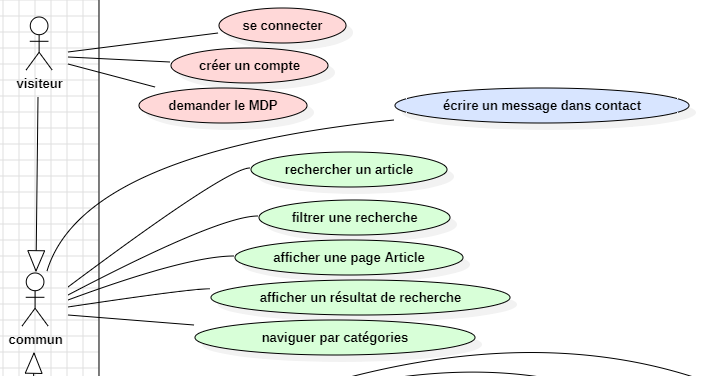 se connecter
créer un compte
visiteur
demander le MDP
écrire un message dans contact
rechercher un article
filtrer une recherche
afficher une page Article
afficher un résultat de recherche
naviguer par catégories
commun